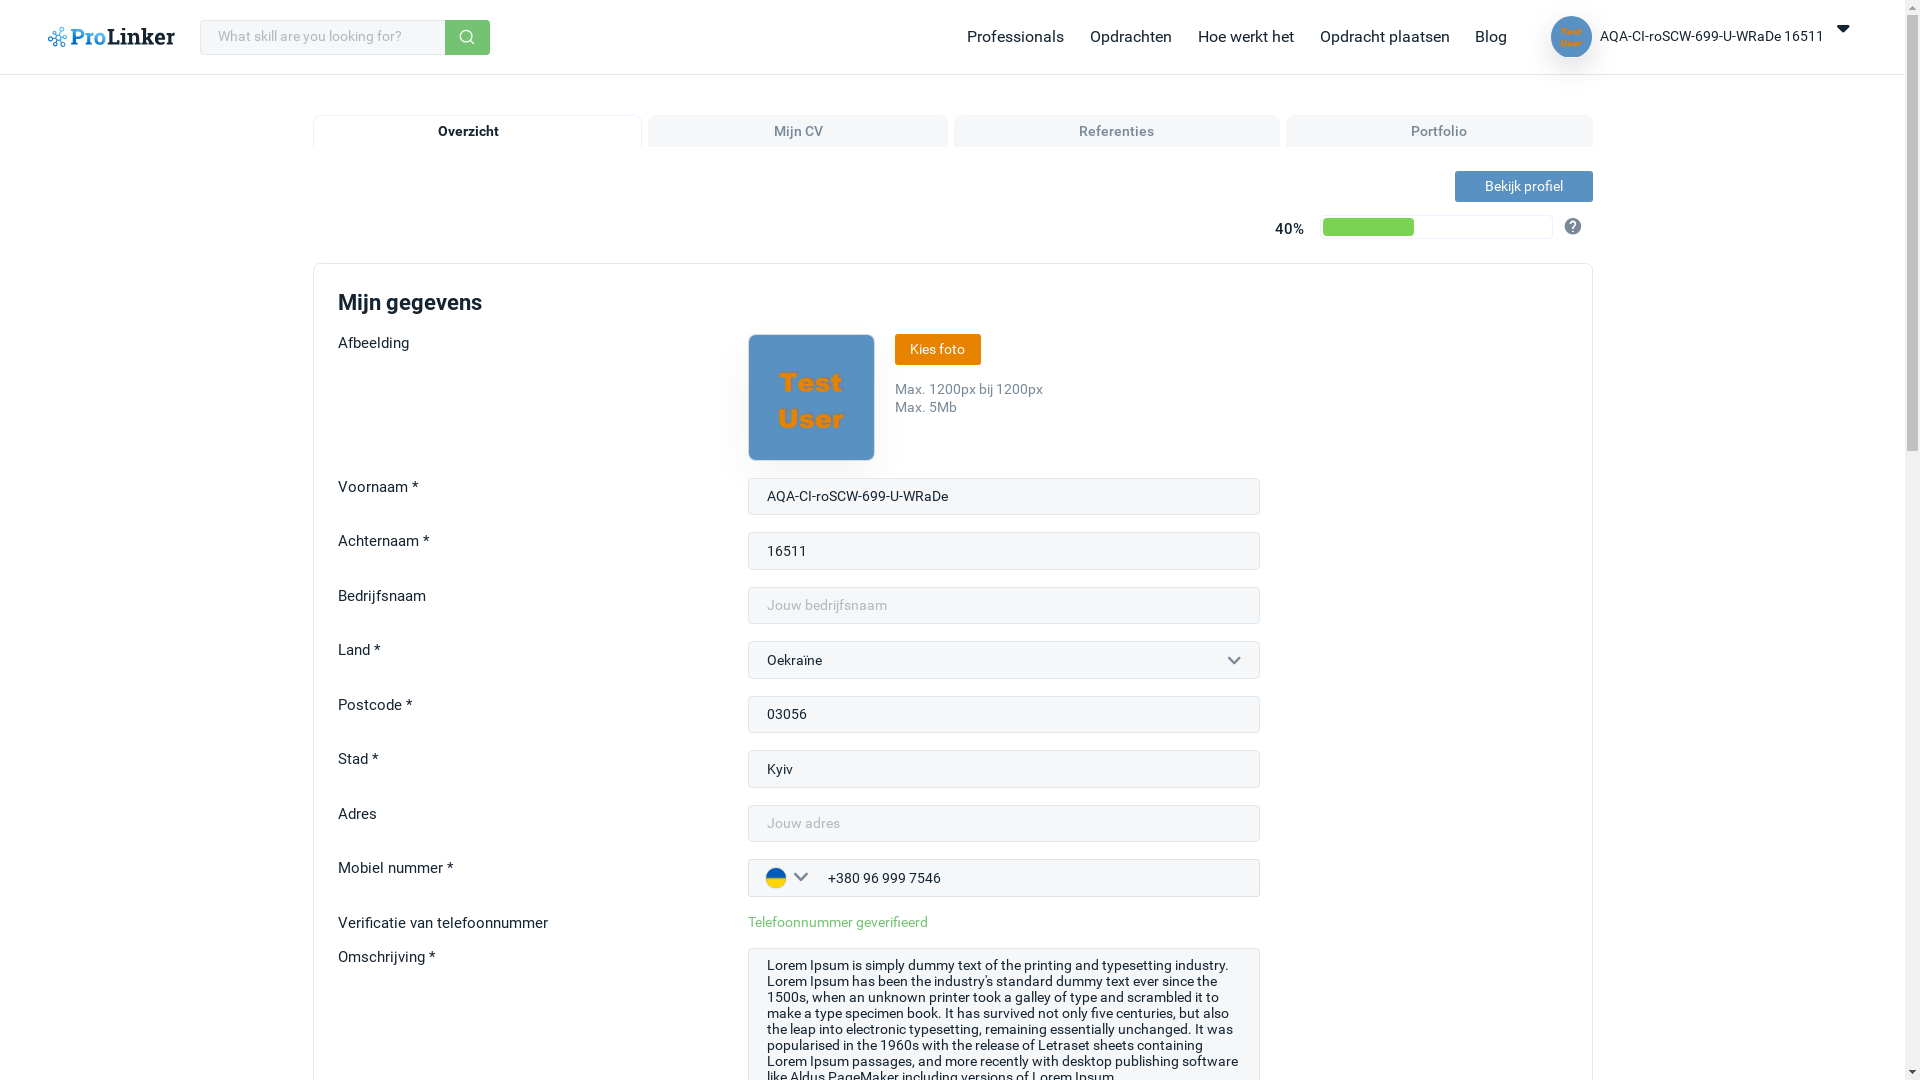 ProLinker
What skill are you looking for?
Professionals
Opdrachten
Hoe werkt het
Opdracht plaatsen
Blog
Test
User
AQA-CI-roSCW-699-U-WRaDe 16511
Overzicht
Mijn CV
Referenties
Portfolio
Bekijk profiel
40%
?
Mijn gegevens
Afbeelding
Test
User
Kies foto
Max. 1200px bij 1200px
Max. 5Mb
Voornaam *
AQA-CI-roSCW-699-U-WRaDe
Achternaam *
16511
Bedrijfsnaam
Jouw bedrijfsnaam
Land *
Oekraïne
Postcode *
03056
Stad *
Kyiv
Adres
Jouw adres
Mobiel nummer *
+380 96 999 7546
Verificatie van telefoonnummer
Telefoonnummer geverifieerd
Omschrijving *
Lorem Ipsum is simply dummy text of the printing and typesetting industry.
Lorem Ipsum has been the industry's standard dummy text ever since the
1500s, when an unknown printer took a galley of type and scrambled it to
make a type specimen book. It has survived not only five centuries, but also
the leap into electronic typesetting, remaining essentially unchanged. It was
popularised in the 1960s with the release of Letraset sheets containing
Lorem Ipsum passages, and more recently with desktop publishing software
like Aldus PageMaker including versions of Lorem Ipsum.